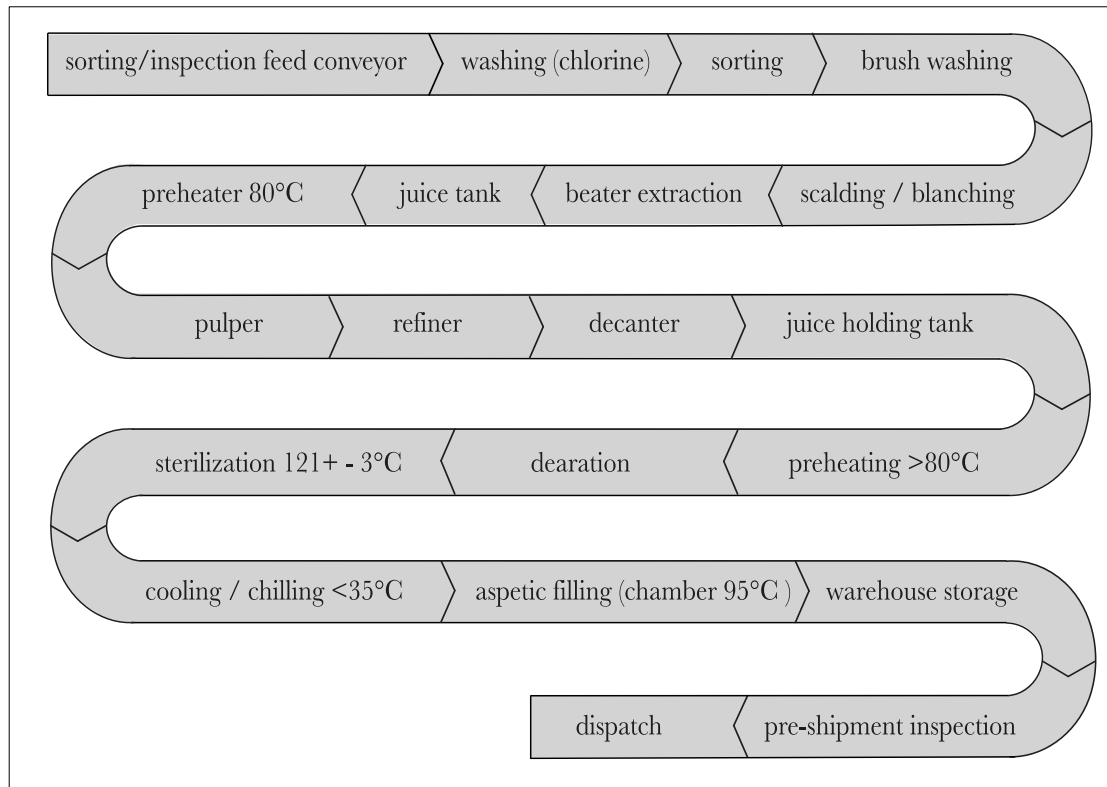 sorting/inspection feed conveyor washing (chlorine) sorting brush washing
preheater 80°C juice tank beater extraction scalding / blanching
pulper refiner decanter juice holding tank
sterilization 121+ - 3°C dearation preheating >80°C
cooling / chilling <35°C aspetic filling (chamber 95°C ) warehouse storage
dispatch pre-shipment inspection